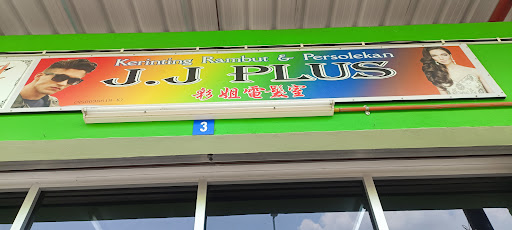 Kerinting Rambut & Persolekan
J.J PLUS
彩姐電髮室
3